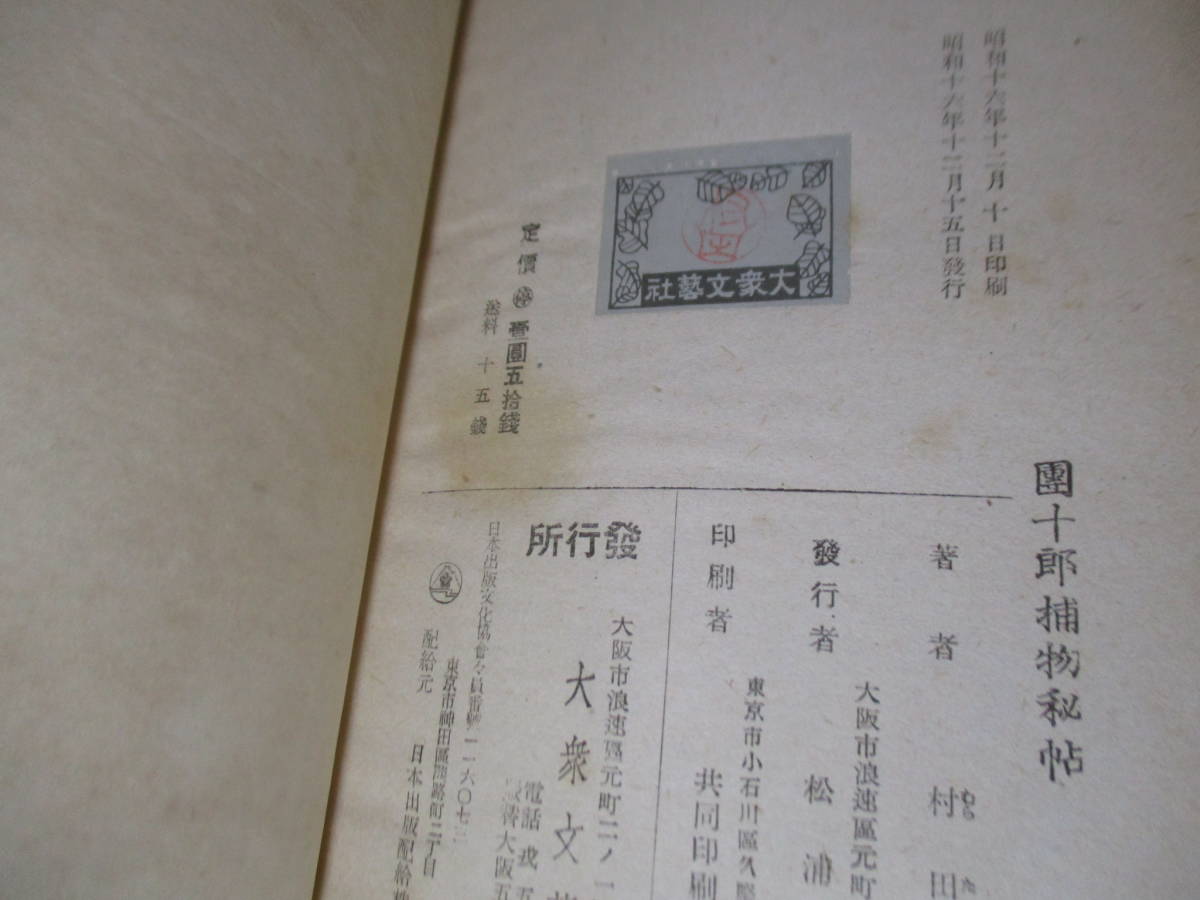 昭和十六年十二月十日印刷
昭和十六年十二月十五日發行
大衆文藝社
定價 壹圓五拾錢
送料十五錢
團十郎捕物秘帖
著者 村田
發行者 松浦
大阪市浪速區元町
印刷者 共同印刷
東京市小石川區久堅
發行所
大阪市浪速區元町二ノ一
大衆文藝
電話戎五
振替大阪五
日本出版文化協會々員番號一一六〇七
東京市神田區淡路町二丁目
配給元 日本出版配給株